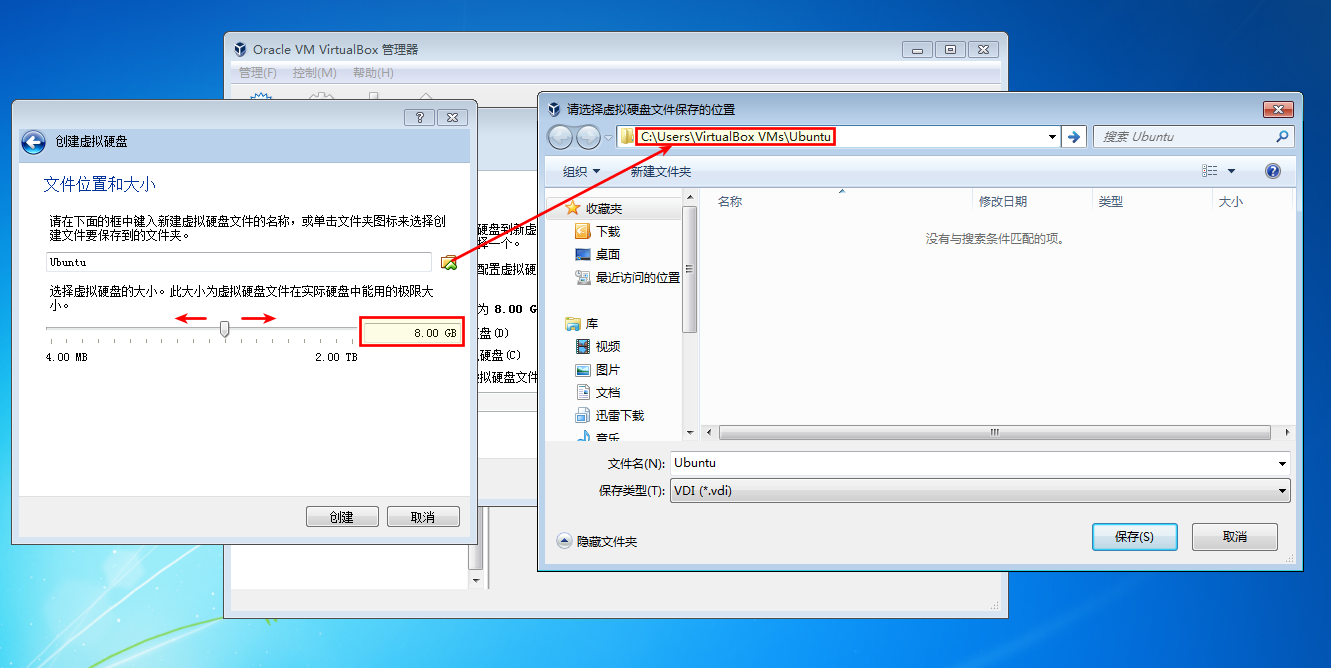 Oracle VM VirtualBox 管理器
管理(F) 控制(M) 帮助(H)
创建虚拟硬盘
文件位置和大小
请在下面的框中键入新建虚拟硬盘文件的名称，或单击文件夹图标来选择创
建文件要保存到的文件夹。
Ubuntu
选择虚拟硬盘的大小。此大小为虚拟硬盘文件在实际硬盘中能用的极限大
小。
8.00 GB
4.00 MB 2.00 TB
创建 取消
硬盘到新虚
择一个。
配置虚拟硬
为 8.00 G
盘(D)
硬盘(C)
拟硬盘文件
请选择虚拟硬盘文件保存的位置
C:\Users\VirtualBox VMs\Ubuntu
搜索 Ubuntu
组织 新建文件夹
收藏夹
下载
桌面
最近访问的位置
库
视频
图片
文档
迅雷下载
音乐
名称 修改日期 类型 大小
没有与搜索条件匹配的项。
文件名(N): Ubuntu
保存类型(T): VDI (*.vdi)
隐藏文件夹
保存(S) 取消